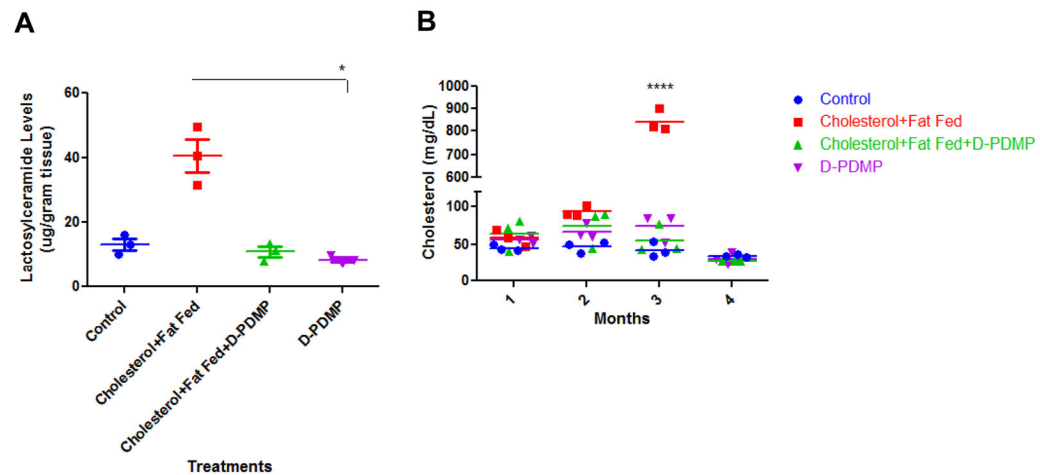 A
*
Lactosylceramide Levels
(ug/gram tissue)
60
40
20
0
Control
Cholesterol+Fat Fed
Cholesterol+Fat Fed+D-PDMP
D-PDMP
Treatments
B
****
Cholesterol (mg/dL)
1000
900
800
700
600
100
50
0
1
2
3
4
Months
Control
Cholesterol+Fat Fed
Cholesterol+Fat Fed+D-PDMP
D-PDMP